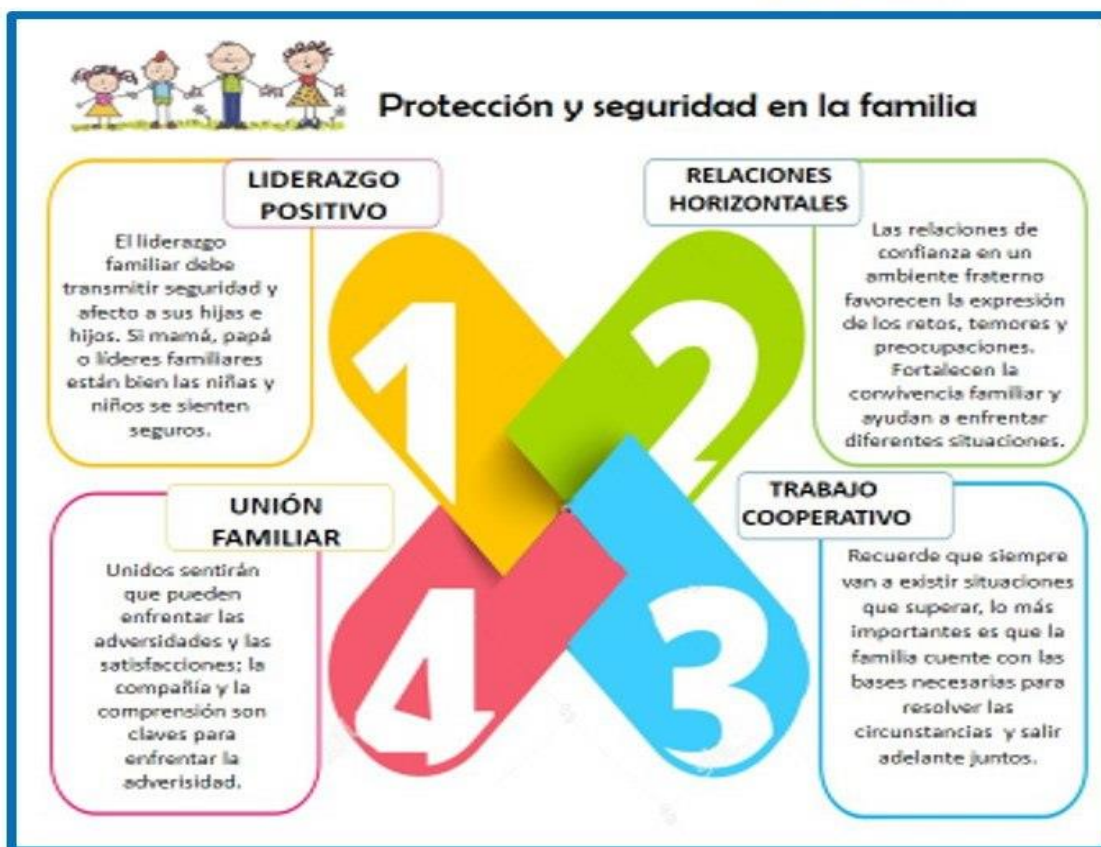 Protección y seguridad en la familia
LIDERAZGO
POSITIVO
El liderazgo
familiar debe
transmitir seguridad y
afecto a sus hijas e
hijos. Si mamá, papá
o líderes familiares
están bien las niñas y
niños se sienten
seguros.
1
RELACIONES
HORIZONTALES
Las relaciones de
confianza en un
ambiente fraterno
favorecen la expresión
de los retos, temores y
preocupaciones.
Fortalecen la
convivencia familiar y
ayudan a enfrentar
diferentes situaciones.
2
TRABAJO
COOPERATIVO
Recuerde que siempre
van a existir situaciones
que superar, lo más
importantes es que la
familia cuente con las
bases necesarias para
resolver las
circunstancias y salir
adelante juntos.
3
UNIÓN
FAMILIAR
Unidos sentirán
que pueden
enfrentar las
adversidades y las
satisfacciones; la
compañía y la
comprensión son
claves para
enfrentar la
adverisidad.
4